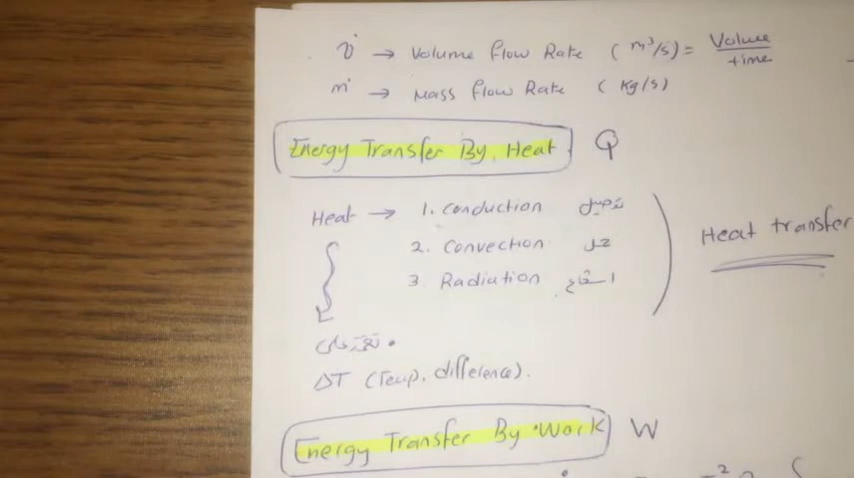 V̇ → Volume flow Rate (m³/s) = Volume/time
ṁ → Mass flow Rate (Kg/s)
Energy Transfer By Heat Q
Heat → 1. Conduction توصيل
2. Convection حمل
3 Radiation اشعاع
Heat transfer
ΔT (Temp. difference).
Energy Transfer By Work W